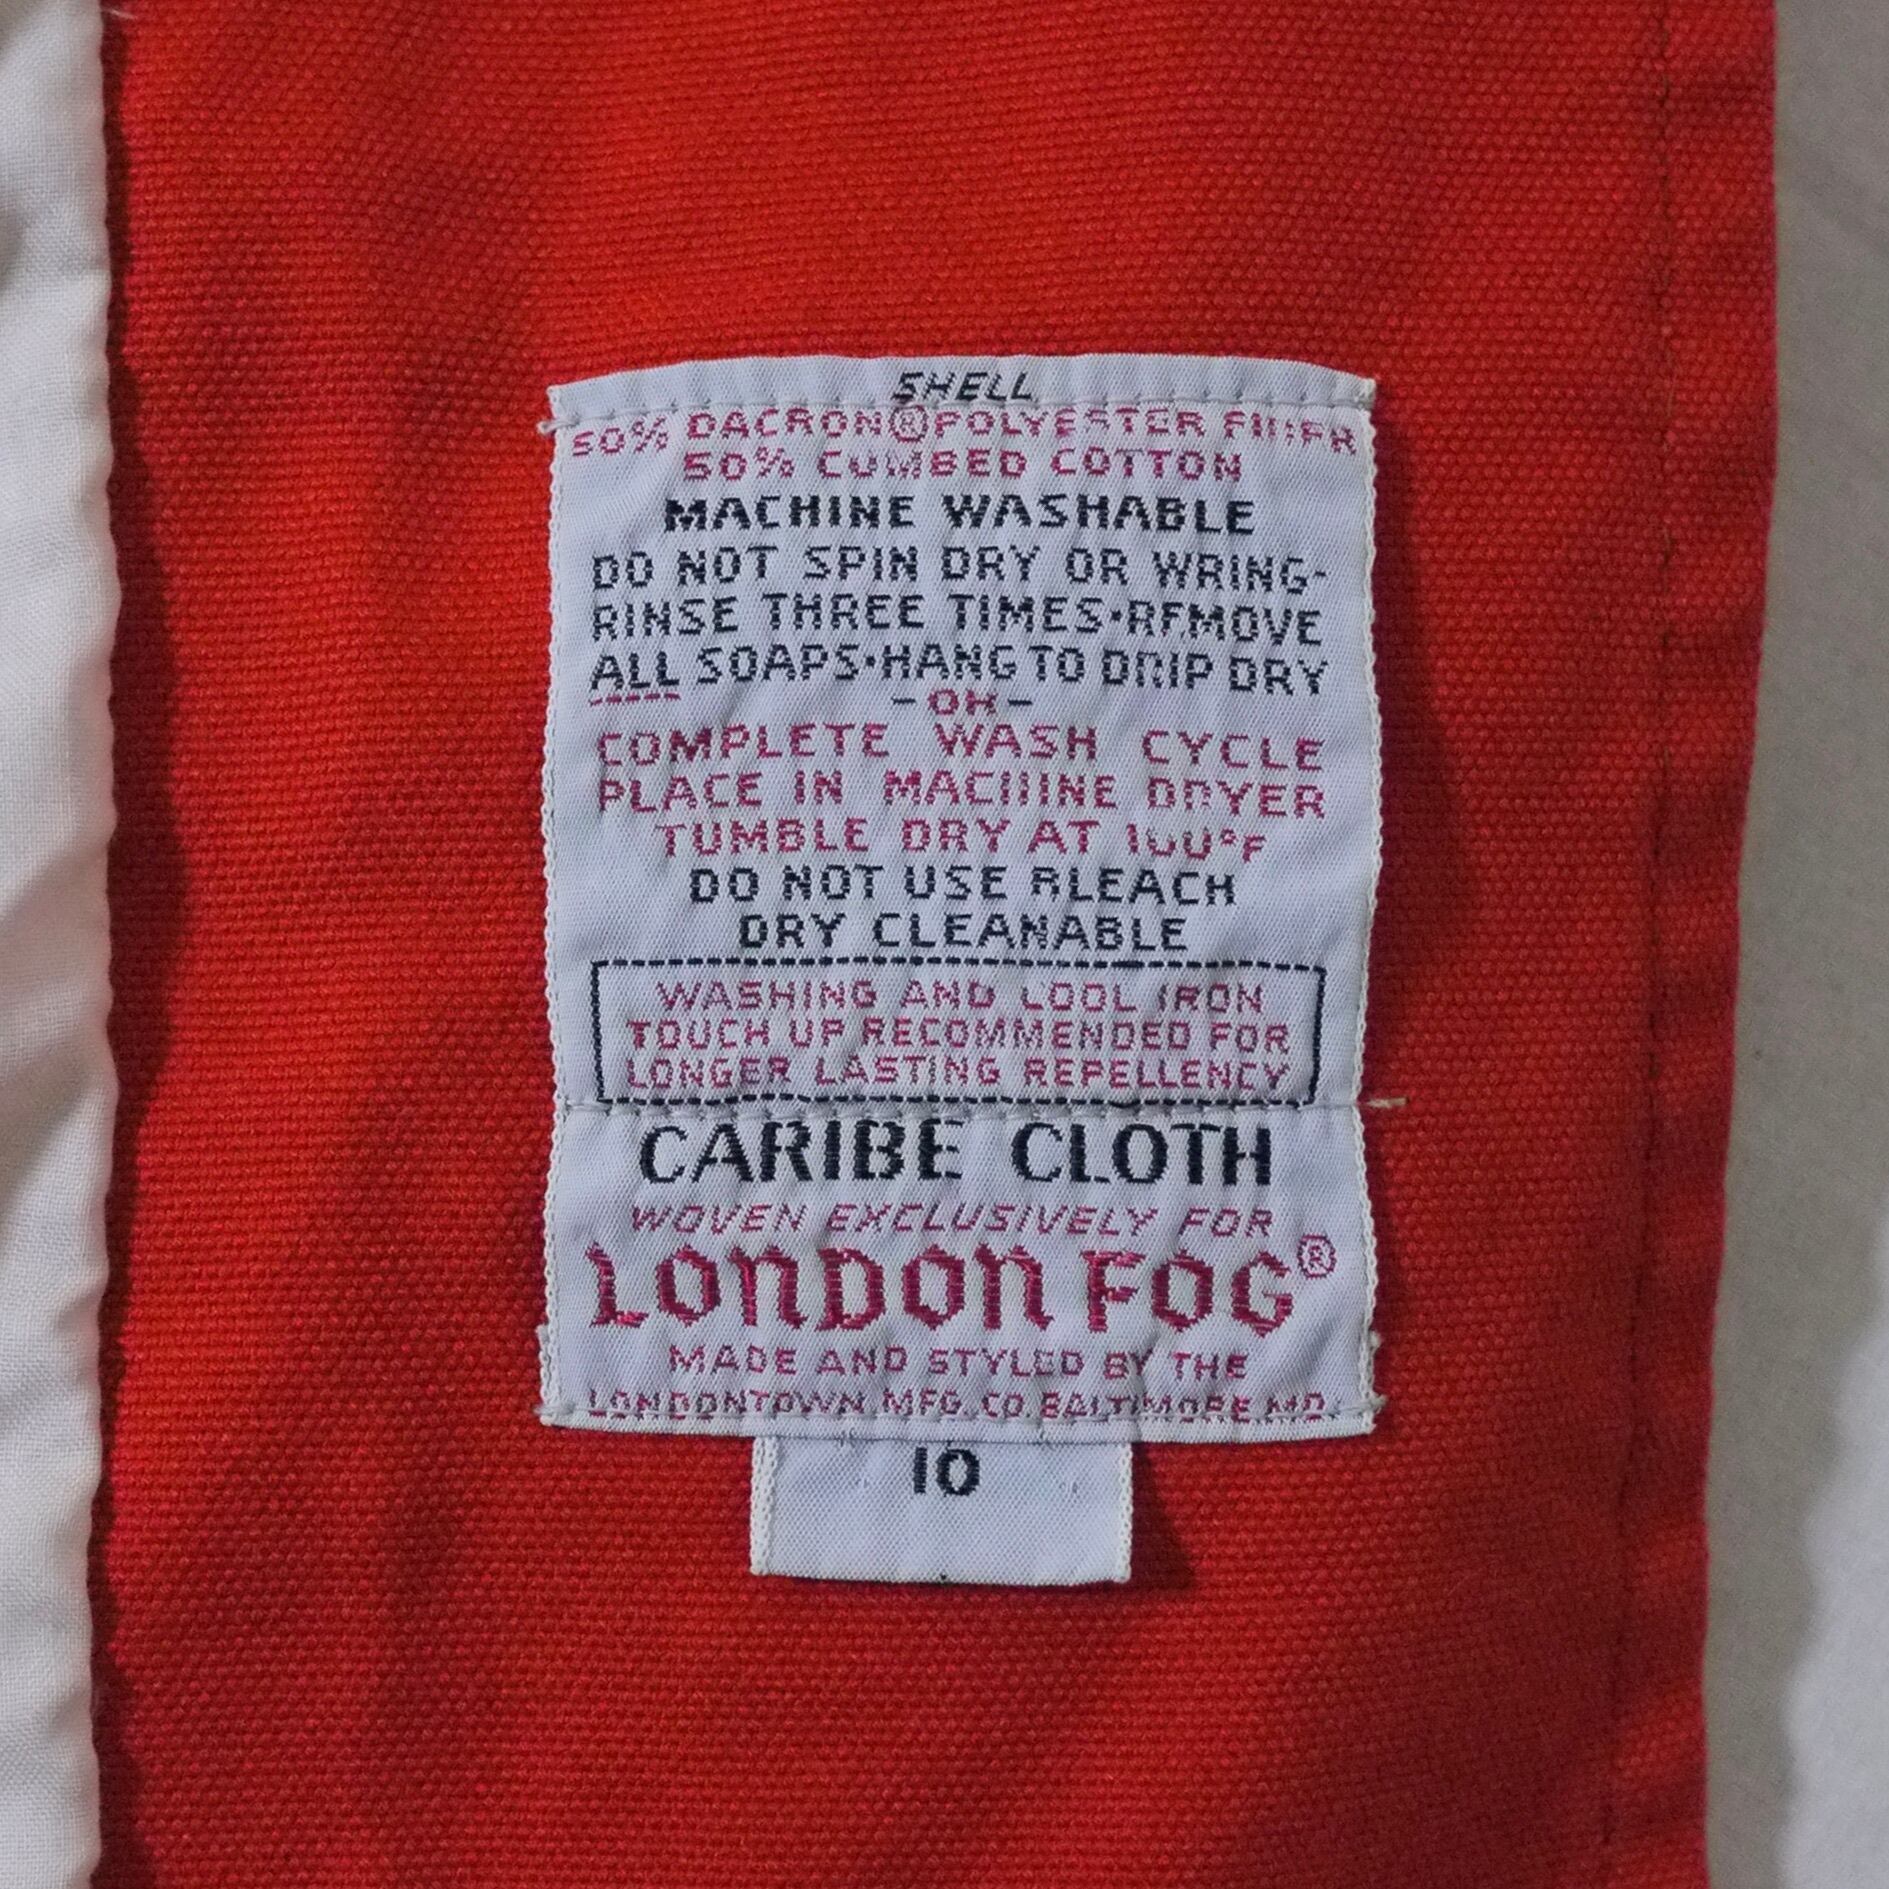 SHELL
50% DACRON® POLYESTER FIBER
50% COMBED COTTON
MACHINE WASHABLE
DO NOT SPIN DRY OR WRING-
RINSE THREE TIMES·REMOVE
ALL SOAPS·HANG TO DRIP DRY
- OR -
COMPLETE WASH CYCLE
PLACE IN MACHINE DRYER
TUMBLE DRY AT 100°F
DO NOT USE BLEACH
DRY CLEANABLE
WASHING AND COOL IRON
TOUCH UP RECOMMENDED FOR
LONGER LASTING REPELLENCY
CARIBE CLOTH
WOVEN EXCLUSIVELY FOR
LONDON FOG®
MADE AND STYLED BY THE
LONDONTOWN MFG. CO. BALTIMORE MD.
10